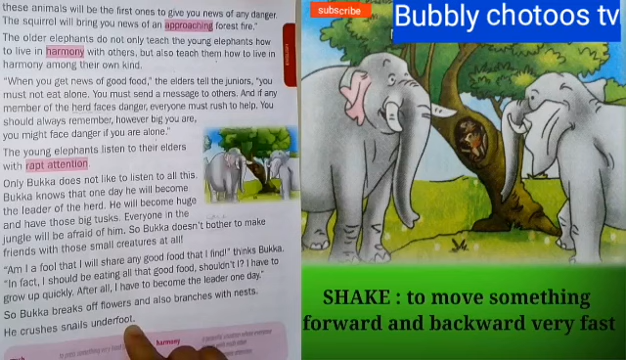 these animals will be the first ones to give you news of any danger.
The squirrel will bring you news of an approaching forest fire."
The older elephants do not only teach the young elephants how
to live in harmony with others, but also teach them how to live in
harmony among their own kind.
"When you get news of good food," the elders tell the juniors, "you
must not eat alone. You must send a message to others. And if any
member of the herd faces danger, everyone must rush to help. You
should always remember, however big you are,
you might face danger if you are alone."
The young elephants listen to their elders
with rapt attention.
Only Bukka does not like to listen to all this.
Bukka knows that one day he will become
the leader of the herd. He will become huge
and have those big tusks. Everyone in the
jungle will be afraid of him. So Bukka doesn't bother to make
friends with those small creatures at all!
"Am I a fool that I will share any good food that I find!" thinks Bukka.
"In fact, I should be eating all that good food, shouldn't I? I have to
grow up quickly. After all, I have to become the leader one day."
So Bukka breaks off flowers and also branches with nests.
He crushes snails underfoot.
harmony
subscribe
Bubbly chotoos tv
SHAKE : to move something
forward and backward very fast